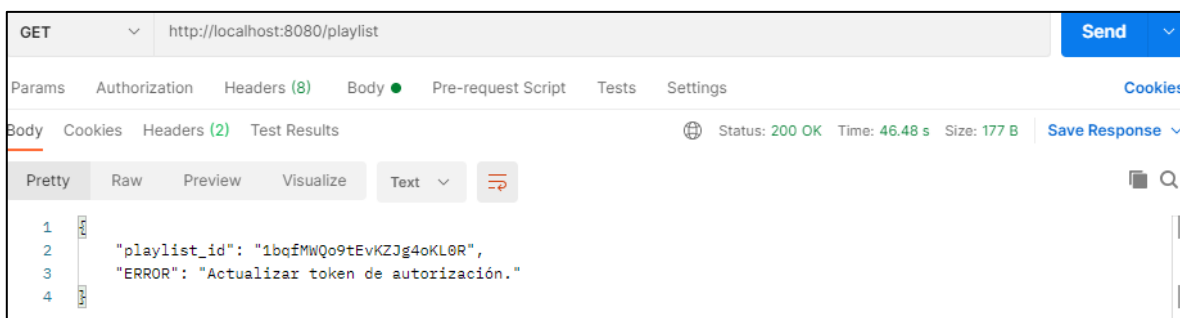 GET http://localhost:8080/playlist Send
Params Authorization Headers (8) Body Pre-request Script Tests Settings Cookies
Body Cookies Headers (2) Test Results Status: 200 OK Time: 46.48 s Size: 177 B Save Response
Pretty Raw Preview Visualize Text
1 {
2 "playlist_id": "1bqfMWQo9tEvKZJg4oKL0R",
3 "ERROR": "Actualizar token de autorización."
4 }